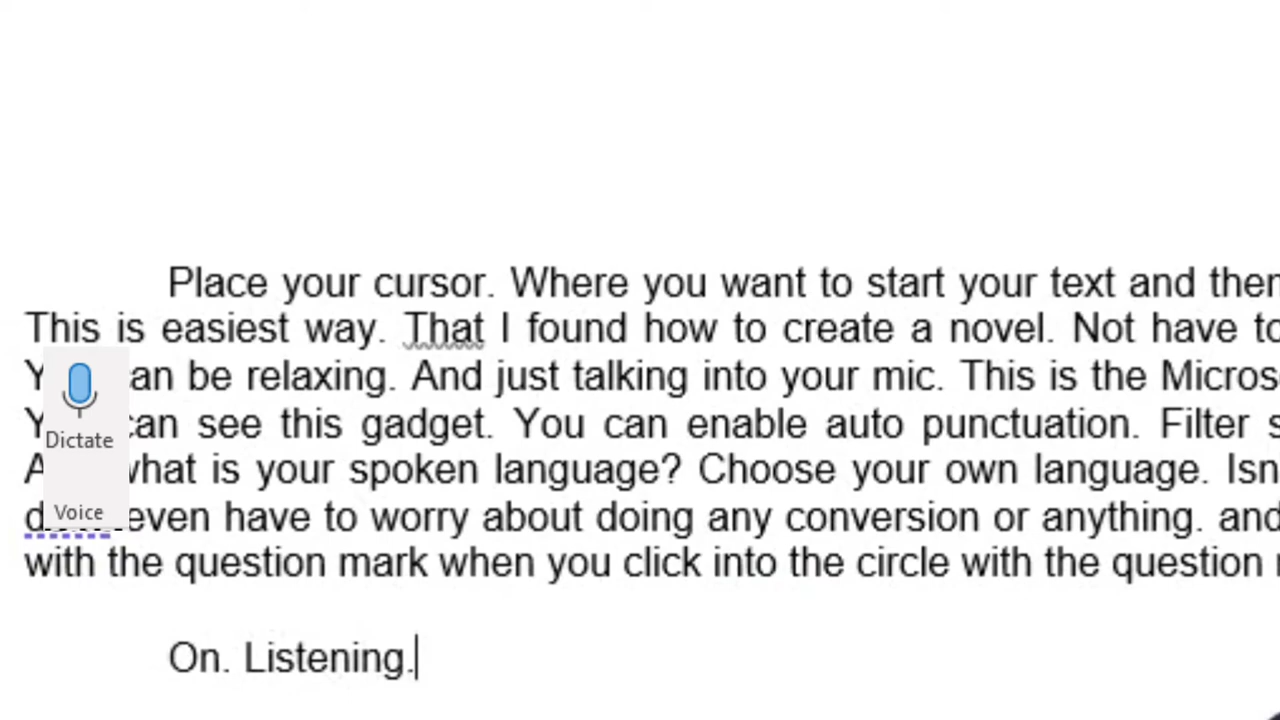 Place your cursor. Where you want to start your text and then
This is easiest way. That I found how to create a novel. Not have to
Y an be relaxing. And just talking into your mic. This is the Micros
Y can see this gadget. You can enable auto punctuation. Filter s
A what is your spoken language? Choose your own language. Isn
even have to worry about doing any conversion or anything. and
with the question mark when you click into the circle with the question
On. Listening.
Dictate
Voice